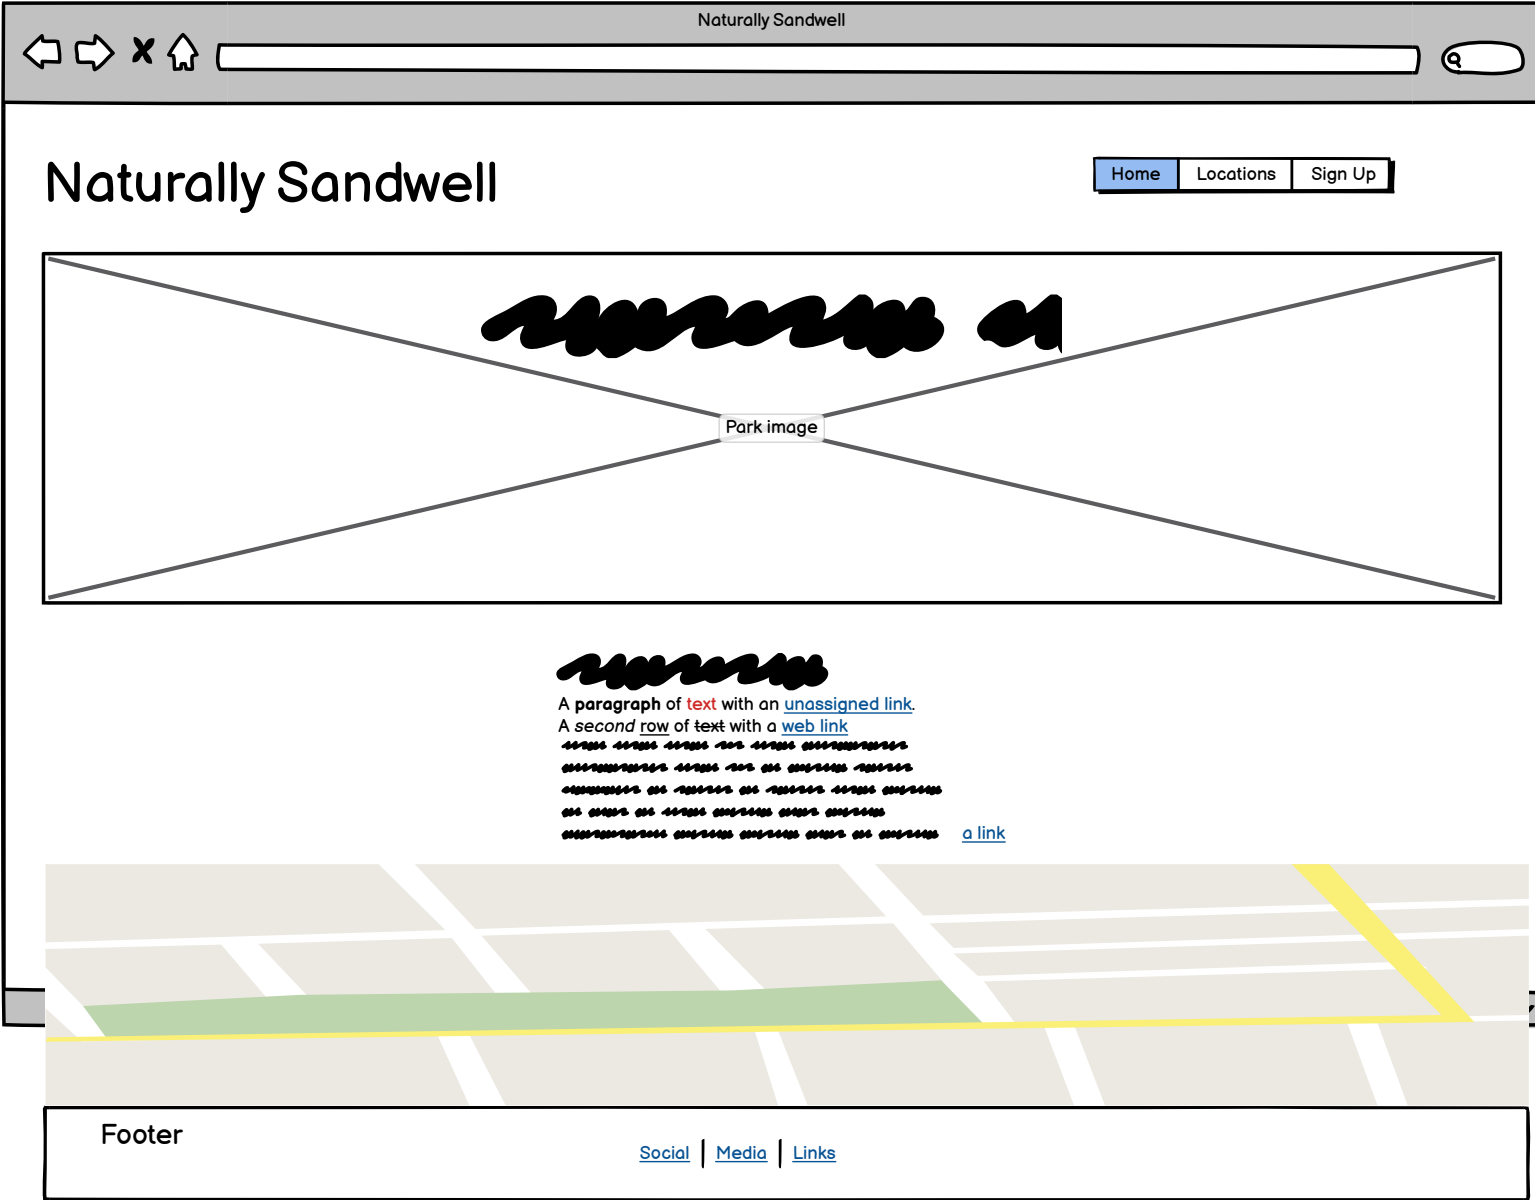 Naturally Sandwell
Naturally Sandwell
Home Locations Sign Up
Park image
A paragraph of text with an unassigned link.
A second row of text with a web link
a link
Footer
Social Media Links